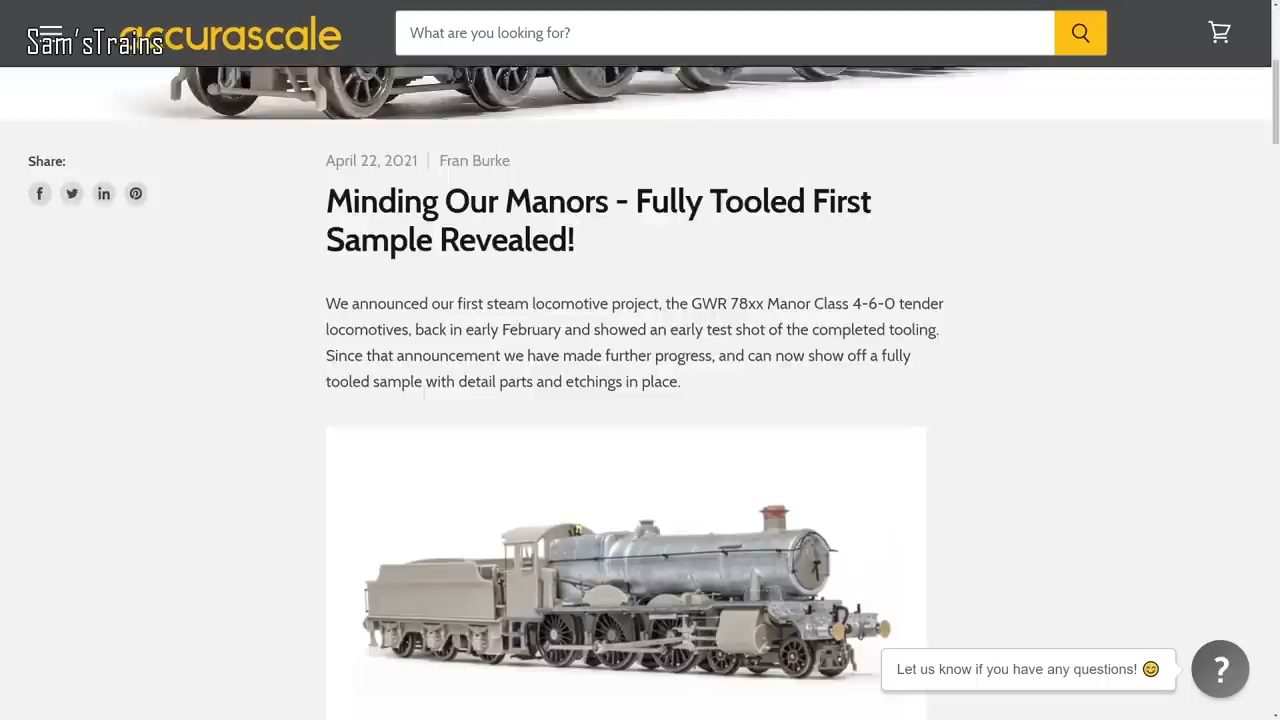 Sam'sTrains
accurascale
What are you looking for?
Share:
April 22, 2021 | Fran Burke
Minding Our Manors - Fully Tooled First
Sample Revealed!
We announced our first steam locomotive project, the GWR 78xx Manor Class 4-6-0 tender
locomotives, back in early February and showed an early test shot of the completed tooling.
Since that announcement we have made further progress, and can now show off a fully
tooled sample with detail parts and etchings in place.
Let us know if you have any questions! 😊
?